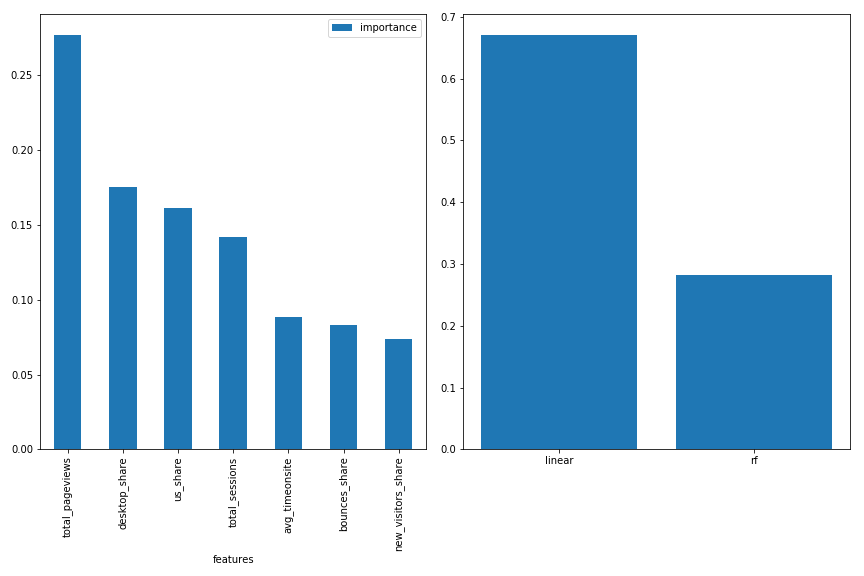 importance
0.25
0.20
0.15
0.10
0.05
0.00
total_pageviews
desktop_share
us_share
total_sessions
avg_timeonsite
bounces_share
new_visitors_share
features
0.7
0.6
0.5
0.4
0.3
0.2
0.1
0.0
linear
rf